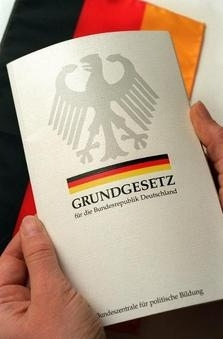 GRUNDGESETZ
für die Bundesrepublik Deutschland
Bundeszentrale für politische Bildung